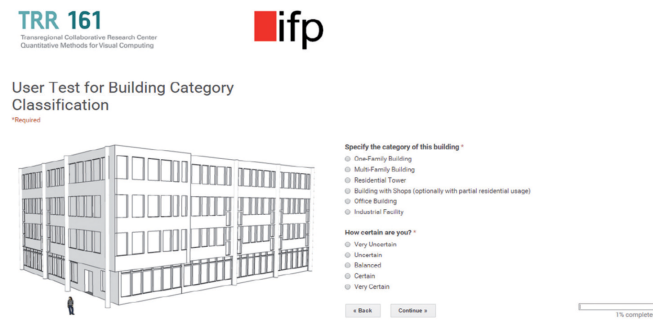 TRR 161
Transregional Collaborative Research Center
Quantitative Methods for Visual Computing
ifp
User Test for Building Category
Classification
*Required
Specify the category of this building *
One-Family Building
Multi-Family Building
Residential Tower
Building with Shops (optionally with partial residential usage)
Office Building
Industrial Facility
How certain are you? *
Very Uncertain
Uncertain
Balanced
Certain
Very Certain
« Back
Continue »
1% complete